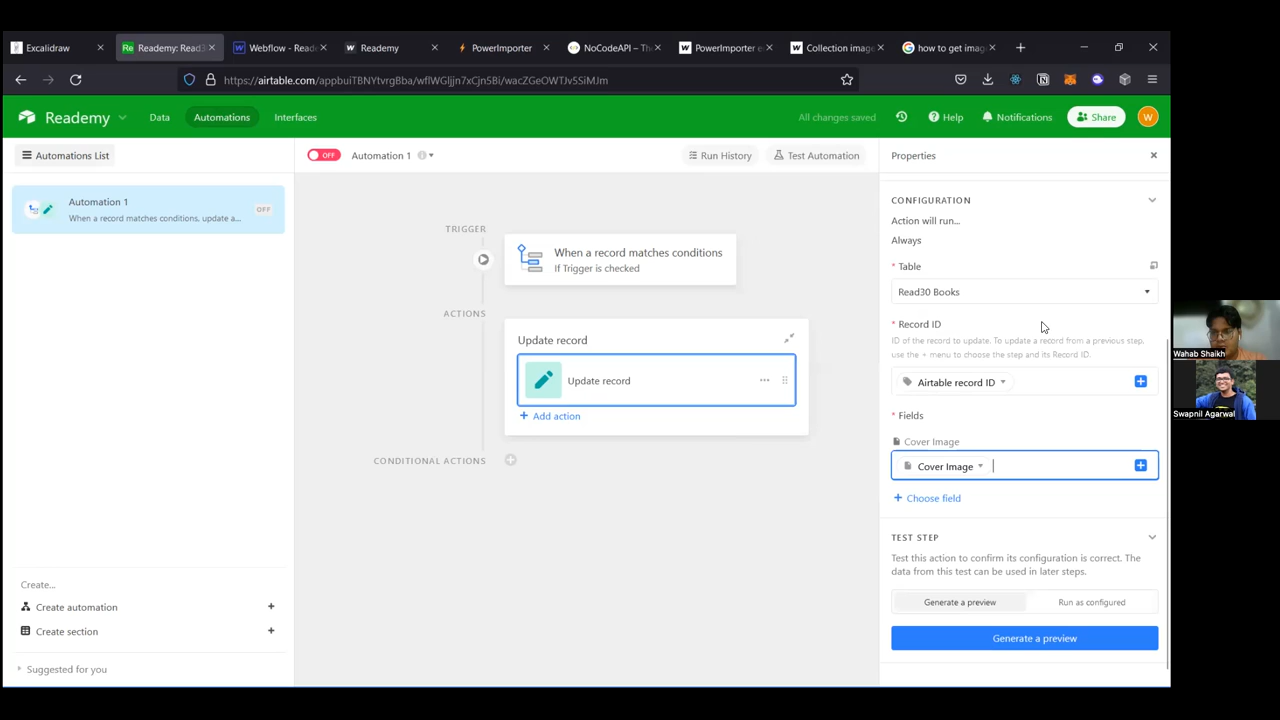 Excalidraw
Reademy: Read3
Webflow - Reade
Reademy
PowerImporter
NoCodeAPI – The
PowerImporter e
Collection image
how to get imag
https://airtable.com/appbuiTBNYtvrgBba/wflWGljjn7xCjn5Bi/wacZGeOWTJv5SiMJm
Reademy
Data
Automations
Interfaces
All changes saved
Help
Notifications
Share
W
Automations List
OFF
Automation 1
Run History
Test Automation
Properties
Automation 1
When a record matches conditions, update a...
OFF
TRIGGER
When a record matches conditions
If Trigger is checked
ACTIONS
Update record
Update record
Add action
CONDITIONAL ACTIONS
CONFIGURATION
Action will run...
Always
* Table
Read30 Books
* Record ID
ID of the record to update. To update a record from a previous step,
use the + menu to choose the step and its Record ID.
Airtable record ID
* Fields
Cover Image
Cover Image
Choose field
TEST STEP
Test this action to confirm its configuration is correct. The
data from this test can be used in later steps.
Generate a preview
Run as configured
Generate a preview
Create...
Create automation
Create section
Suggested for you
Wahab Shaikh
Swapnil Agarwal